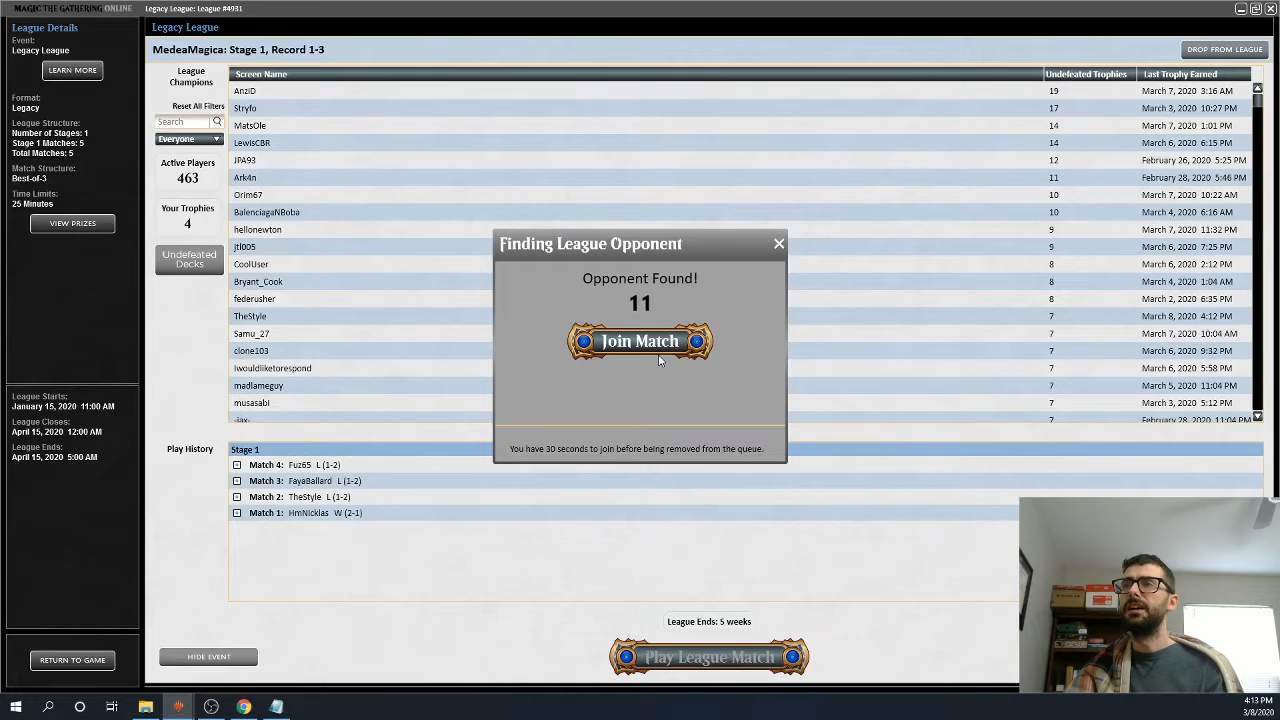 MAGIC THE GATHERING ONLINE
Legacy League: League #4931
League Details
Event:
Legacy League
LEARN MORE
Format:
Legacy
League Structure:
Number of Stages: 1
Stage 1 Matches: 5
Total Matches: 5
Match Structure:
Best-of-3
Time Limits:
25 Minutes
VIEW PRIZES
League Starts:
January 15, 2020 11:00 AM
League Closes:
April 15, 2020 12:00 AM
League Ends:
April 15, 2020 5:00 AM
RETURN TO GAME
Legacy League
MedeaMagica: Stage 1, Record 1-3
DROP FROM LEAGUE
League
Champions
Reset All Filters
Search
Everyone
Active Players
463
Your Trophies
4
Undefeated
Decks
Screen Name Undefeated Trophies Last Trophy Earned
AnziD 19 March 7, 2020 3:16 AM
Stryfo 17 March 3, 2020 10:27 PM
MatsOle 14 March 7, 2020 1:01 PM
LewisCBR 14 March 6, 2020 6:15 PM
JPA93 12 February 26, 2020 5:25 PM
Ark4n 11 February 28, 2020 5:46 PM
Orim67 10 March 7, 2020 10:22 AM
BalenciagaNBoba 10 March 4, 2020 6:16 AM
hellonewton 9 March 7, 2020 11:32 PM
jtl005 9 March 6, 2020 7:25 PM
CoolUser 8 March 6, 2020 2:12 PM
Bryant_Cook 8 March 4, 2020 1:04 AM
federusher 8 March 2, 2020 6:35 PM
TheStyle 7 March 8, 2020 4:12 PM
Samu_27 7 March 7, 2020 10:04 AM
clone103 7 March 6, 2020 9:32 PM
Iwouldliketorespond 7 March 6, 2020 5:58 PM
madlameguy 7 March 5, 2020 11:04 PM
musasabi 7 March 3, 2020 5:12 PM
-jax- 7 February 28, 2020 11:04 PM
Finding League Opponent
Opponent Found!
11
Join Match
You have 30 seconds to join before being removed from the queue.
Play History
Stage 1
Match 4: Fuz65 L (1-2)
Match 3: FayaBallard L (1-2)
Match 2: TheStyle L (1-2)
Match 1: HmNicklas W (2-1)
League Ends: 5 weeks
HIDE EVENT
Play League Match
4:13 PM
3/8/2020